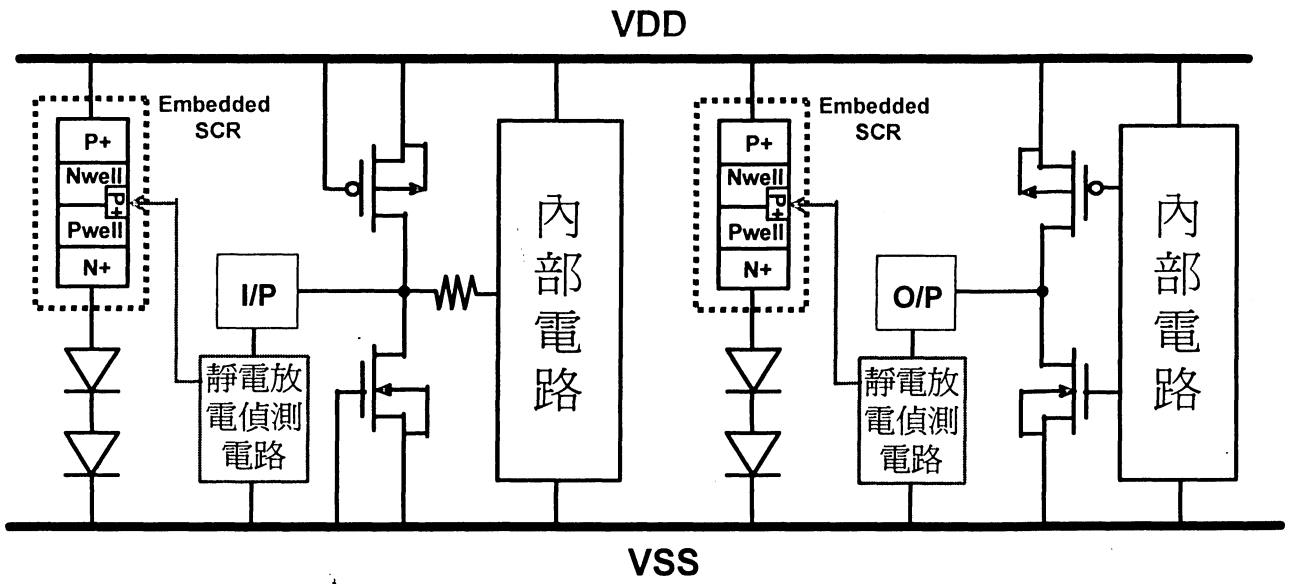 VDD
Embedded
SCR
P+
Nwell
P+
Pwell
N+
I/P
靜電放
電偵測
電路
內部電路
Embedded
SCR
P+
Nwell
P+
Pwell
N+
O/P
靜電放
電偵測
電路
內部電路
VSS